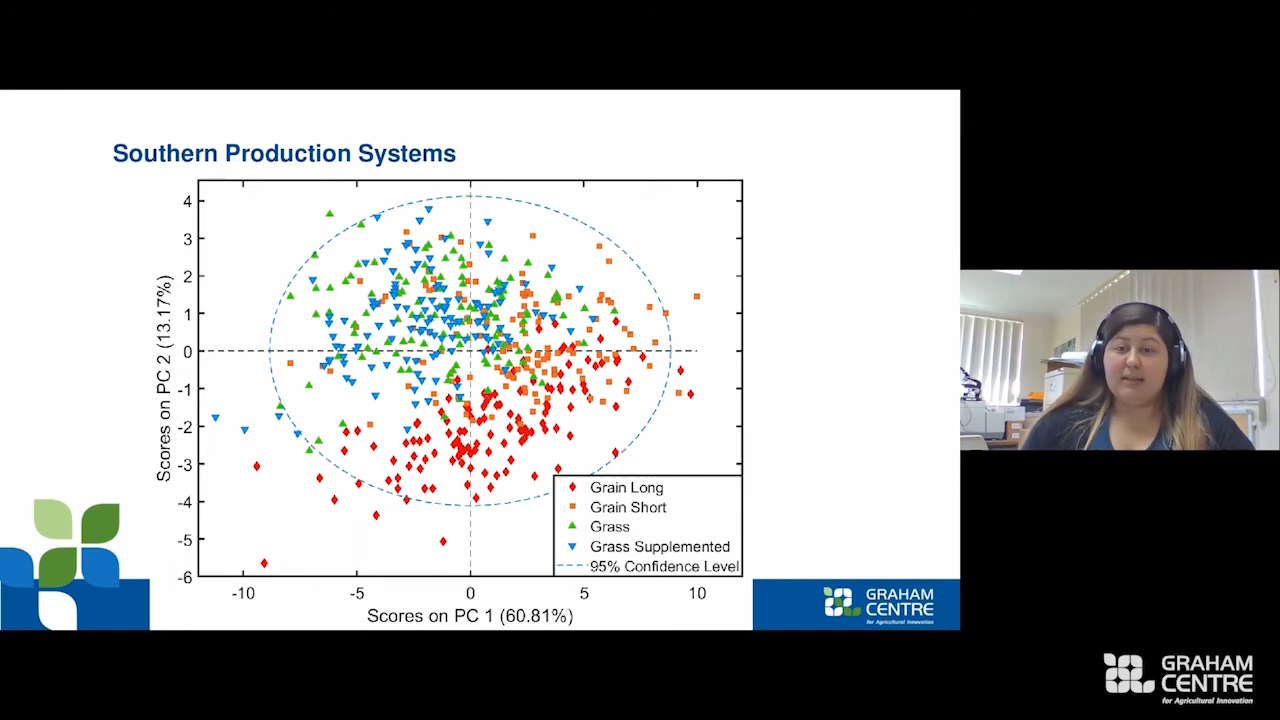 Southern Production Systems
4
3
2
1
0
-1
-2
-3
-4
-5
-6
Scores on PC 2 (13.17%)
-10
-5
0
5
10
Scores on PC 1 (60.81%)
Grain Long
Grain Short
Grass
Grass Supplemented
95% Confidence Level
GRAHAM
CENTRE
for Agricultural Innovation
GRAHAM
CENTRE
for Agricultural Innovation